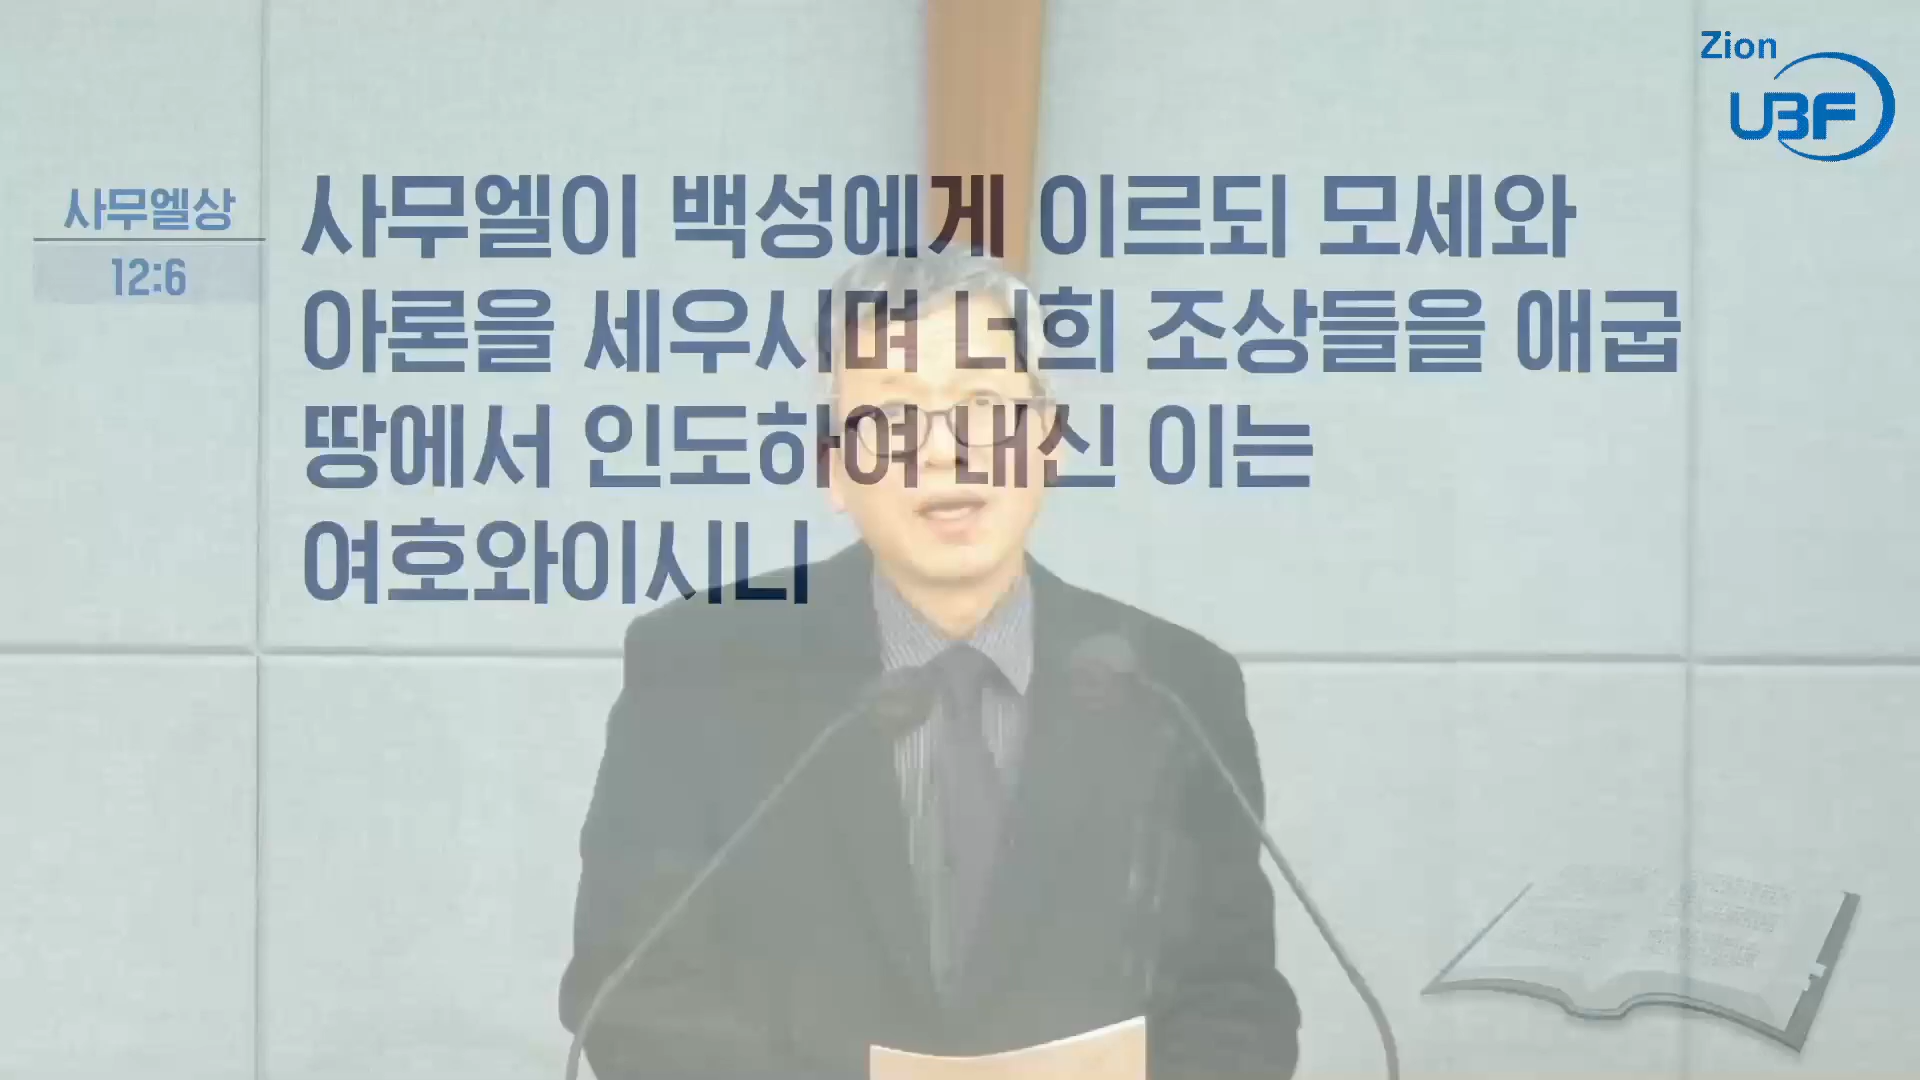 Zion
UBF
사무엘상
12:6
사무엘이 백성에게 이르되 모세와
아론을 세우시며 너희 조상들을 애굽
땅에서 인도하여 내신 이는
여호와이시니